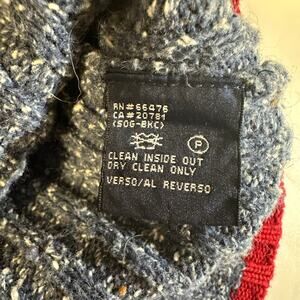 RN#66476
CA#20781
(SOG-BKC)
P
CLEAN INSIDE OUT
DRY CLEAN ONLY
VERSO/AL REVERSO